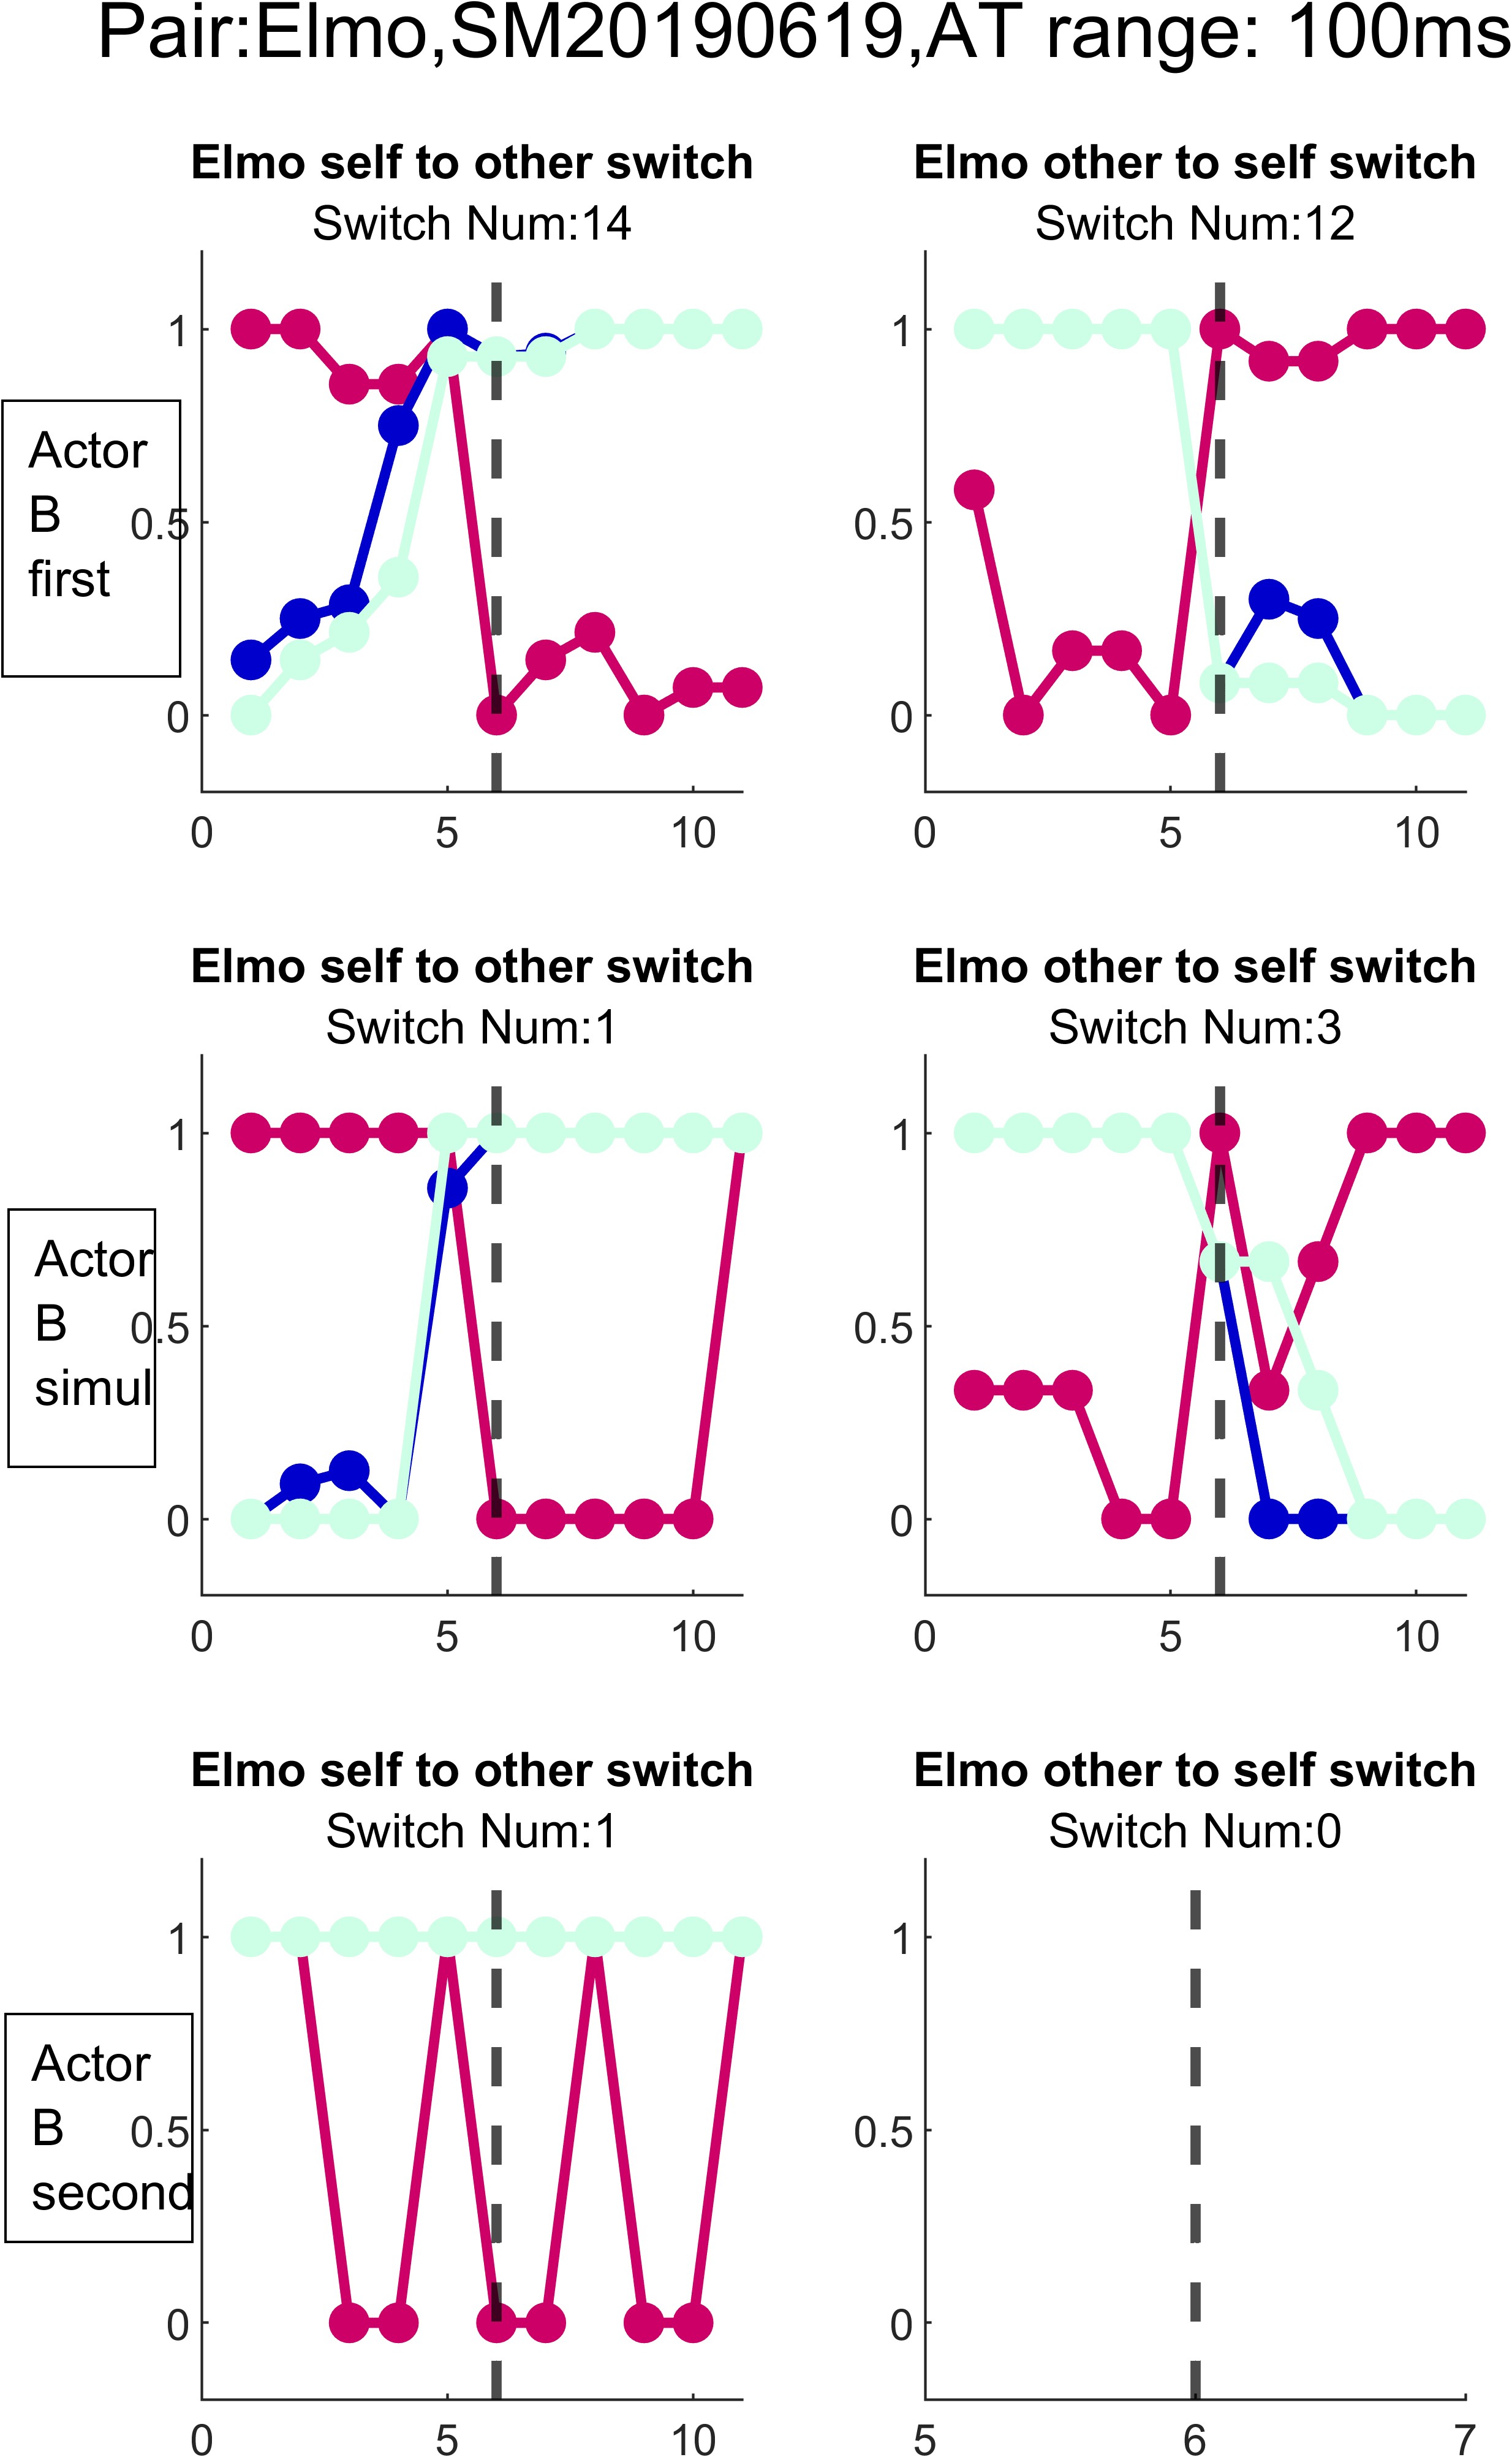 Pair:Elmo,SM20190619,AT range: 100ms
Elmo self to other switch
Switch Num:14
1
0.5
0
0
5
10
Actor
B
first
Elmo other to self switch
Switch Num:12
1
0.5
0
0
5
10
Elmo self to other switch
Switch Num:1
1
0.5
0
0
5
10
Actor
B
simul
Elmo other to self switch
Switch Num:3
1
0.5
0
0
5
10
Elmo self to other switch
Switch Num:1
1
0.5
0
0
5
10
Actor
B
second
Elmo other to self switch
Switch Num:0
1
0.5
0
5
6
7